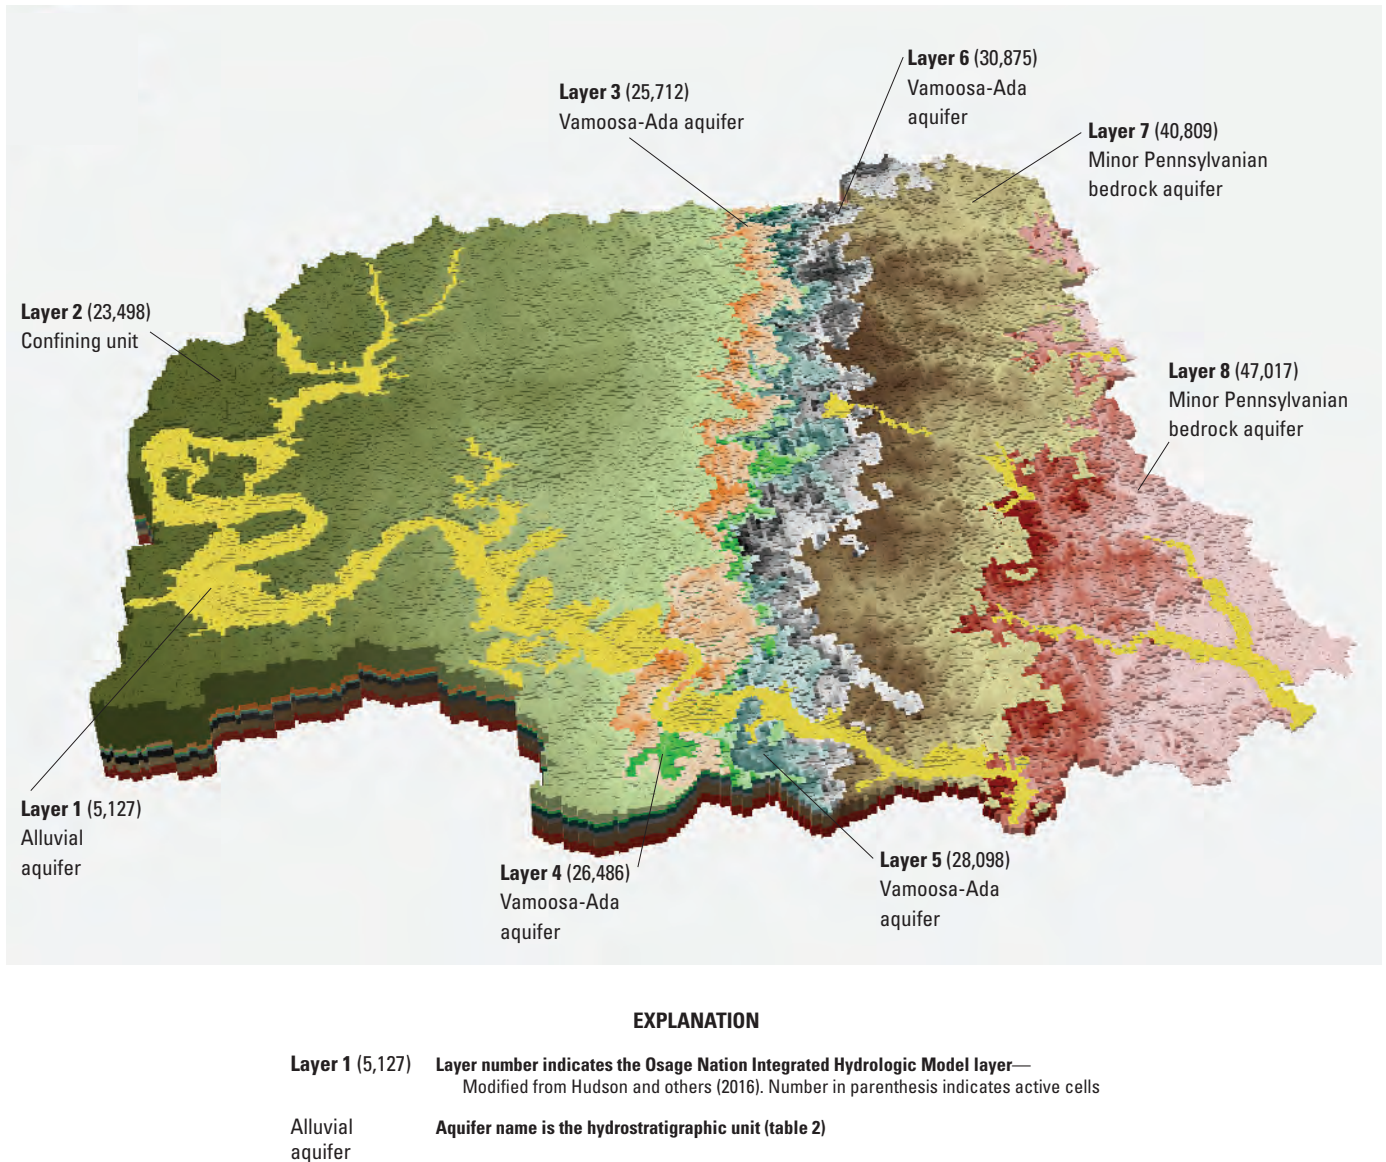 Layer 6 (30,875)
Vamoosa-Ada
aquifer
Layer 3 (25,712)
Vamoosa-Ada aquifer
Layer 7 (40,809)
Minor Pennsylvanian
bedrock aquifer
Layer 2 (23,498)
Confining unit
Layer 8 (47,017)
Minor Pennsylvanian
bedrock aquifer
Layer 1 (5,127)
Alluvial
aquifer
Layer 4 (26,486)
Vamoosa-Ada
aquifer
Layer 5 (28,098)
Vamoosa-Ada
aquifer
EXPLANATION
Layer 1 (5,127) Layer number indicates the Osage Nation Integrated Hydrologic Model layer—
Modified from Hudson and others (2016). Number in parenthesis indicates active cells
Alluvial Aquifer name is the hydrostratigraphic unit (table 2)
aquifer